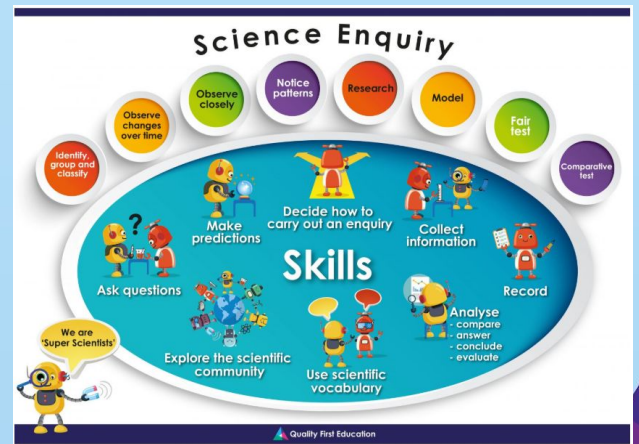 Science Enquiry
Identify,
group and
classify
Observe
changes
over time
Observe
closely
Notice
patterns
Research
Model
Fair
test
Comparative
test
?
Ask questions
Make
predictions
Decide how to
carry out an enquiry
Collect
information
Record
Skills
Explore the scientific
community
Use scientific
vocabulary
Analyse
- compare
- answer
- conclude
- evaluate
We are
'Super Scientists'
Quality First Education